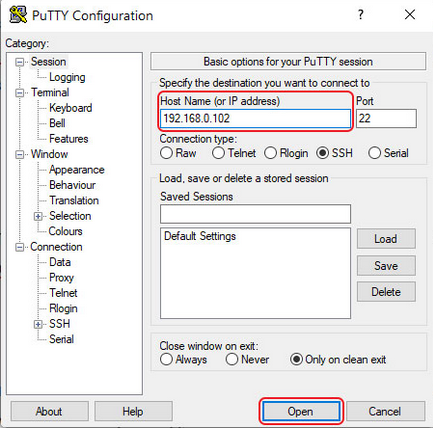 PuTTY Configuration
? ×
Category:
Session
Logging
Terminal
Keyboard
Bell
Features
Window
Appearance
Behaviour
Translation
Selection
Colours
Connection
Data
Proxy
Telnet
Rlogin
SSH
Serial
Basic options for your PuTTY session
Specify the destination you want to connect to
Host Name (or IP address) Port
192.168.0.102 22
Connection type:
Raw Telnet Rlogin SSH Serial
Load, save or delete a stored session
Saved Sessions
Default Settings
Load
Save
Delete
Close window on exit:
Always Never Only on clean exit
About Help Open Cancel